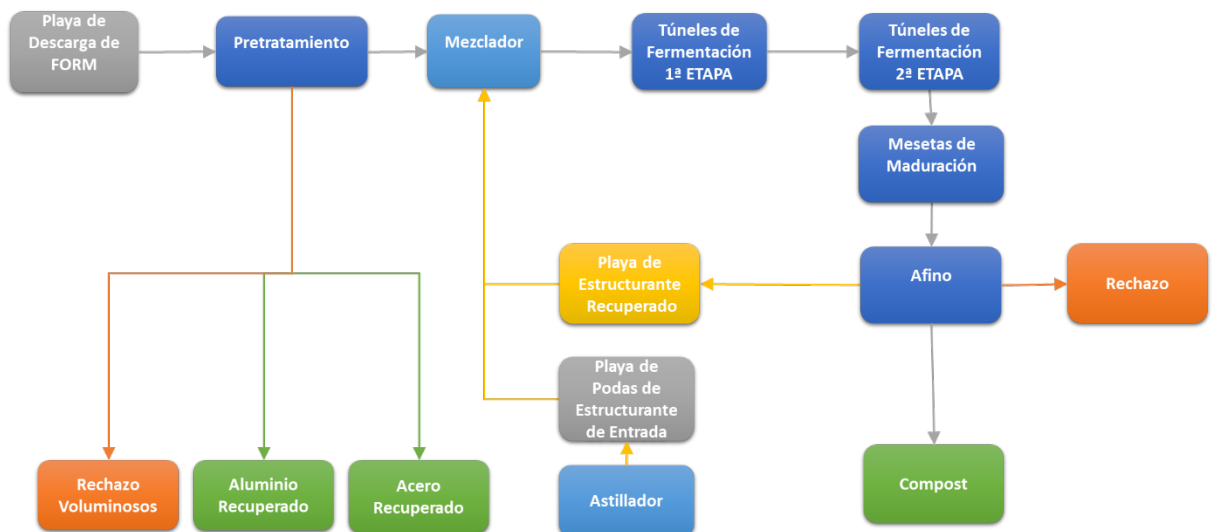 Playa de
Descarga de
FORM
Pretratamiento
Mezclador
Túneles de
Fermentación
1ª ETAPA
Túneles de
Fermentación
2ª ETAPA
Mesetas de
Maduración
Playa de
Estructurante
Recuperado
Afino
Rechazo
Playa de
Podas de
Estructurante
de Entrada
Rechazo
Voluminosos
Aluminio
Recuperado
Acero
Recuperado
Astillador
Compost